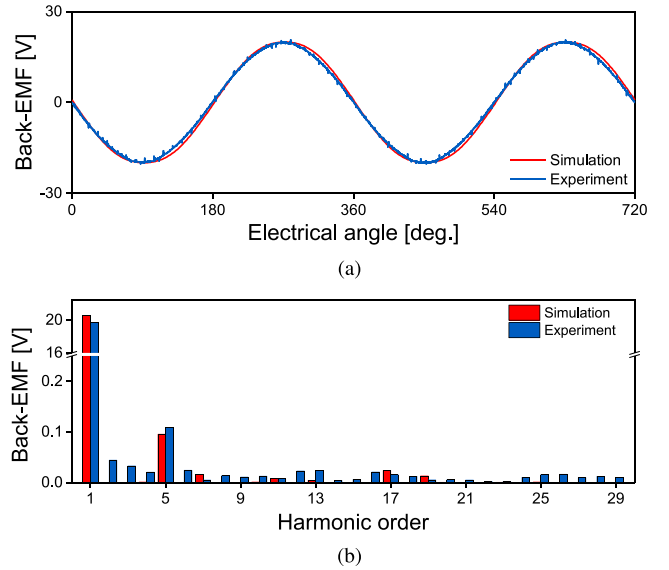 30
0
-30
Back-EMF [V]
Simulation
Experiment
0 180 360 540 720
Electrical angle [deg.]
(a)
20
16
0.2
0.1
0.0
Back-EMF [V]
Simulation
Experiment
1 5 9 13 17 21 25 29
Harmonic order
(b)